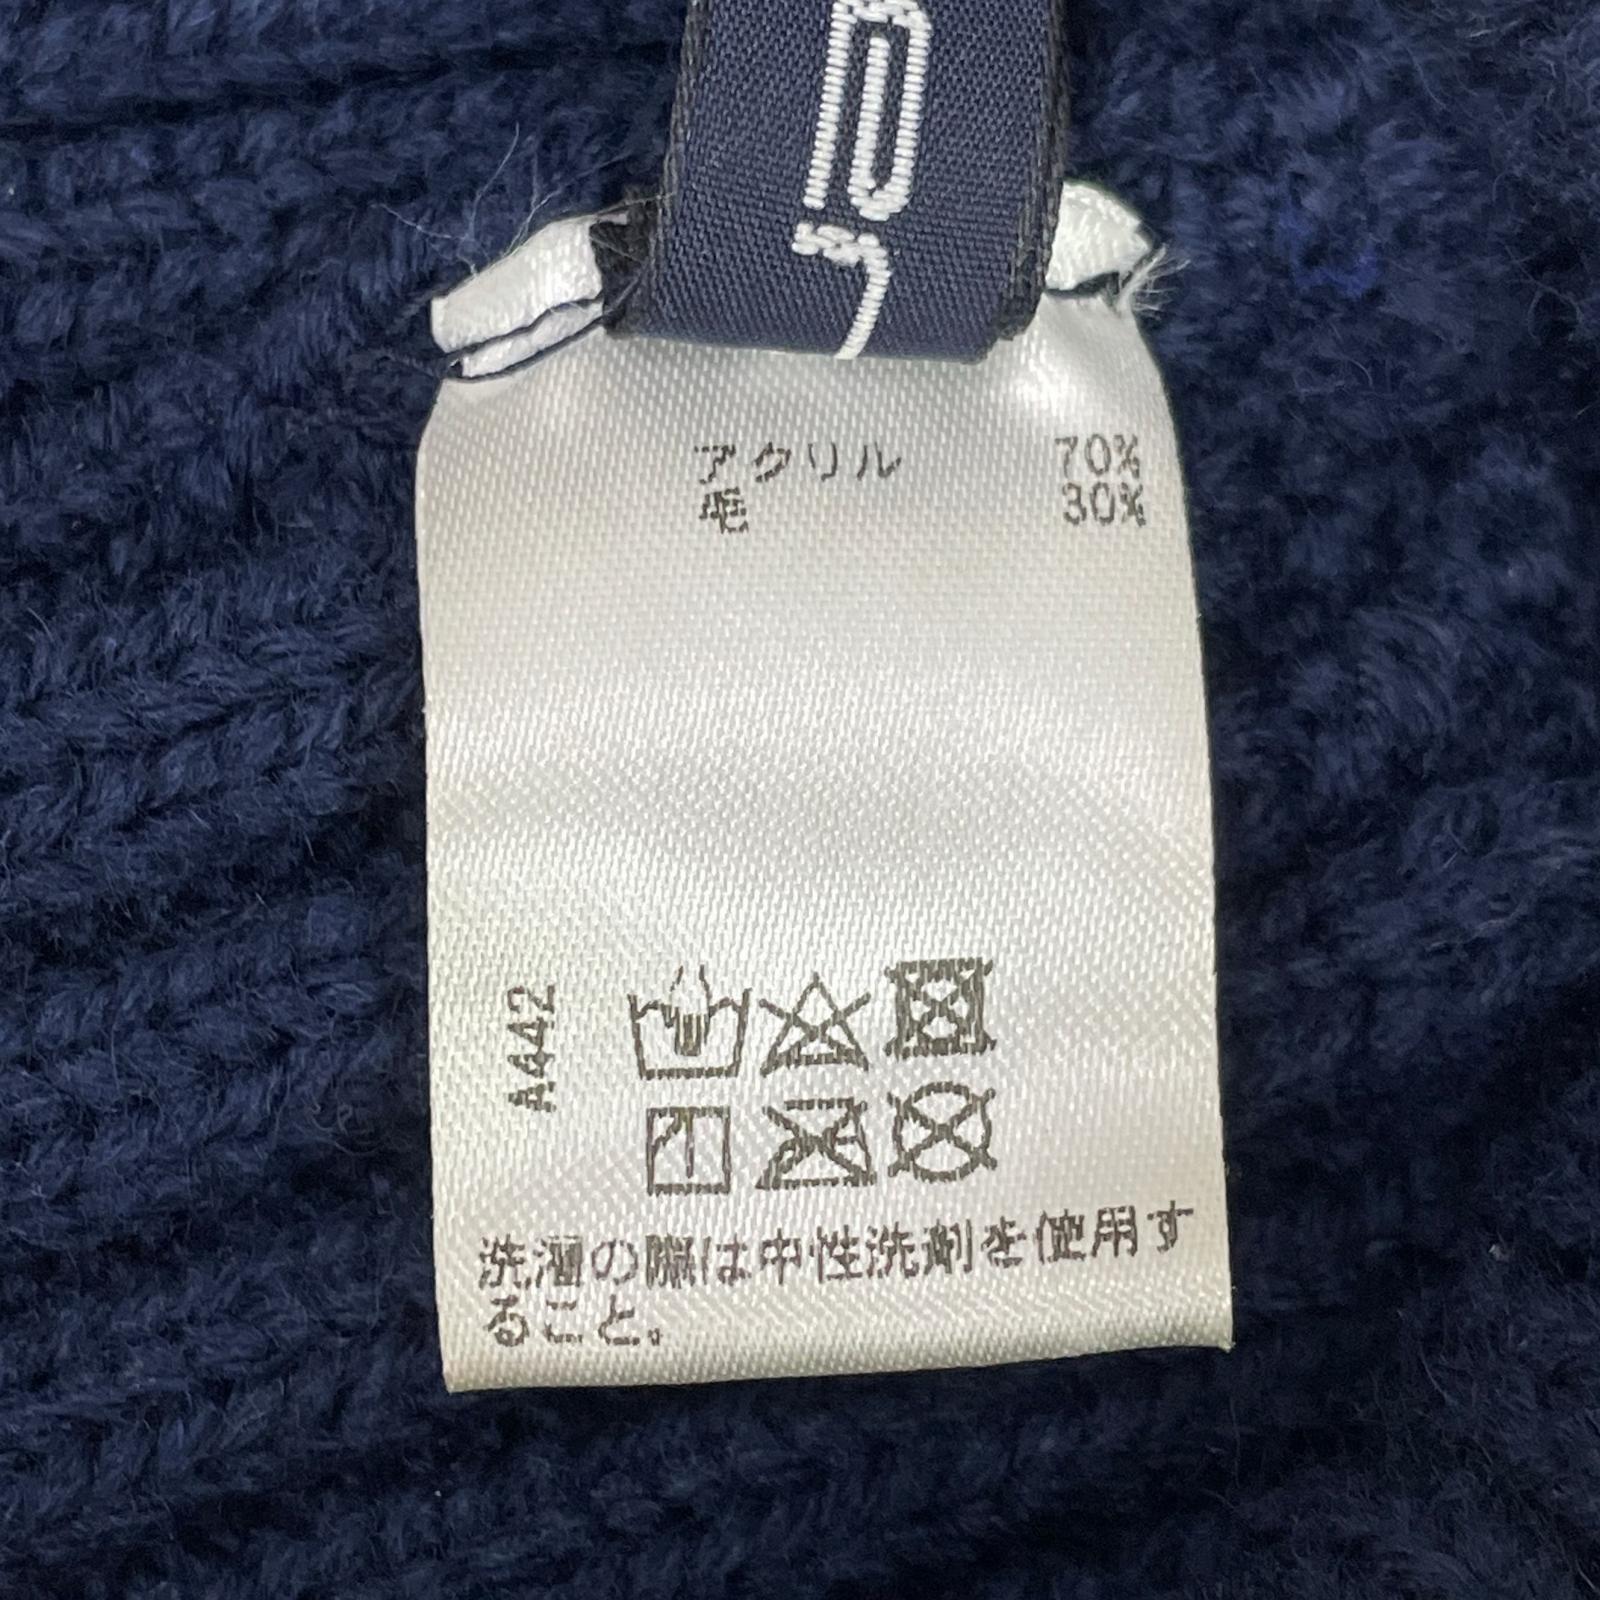 アクリル 70%
毛 30%
A442
洗濯の際は中性洗剤を使用す
ること。